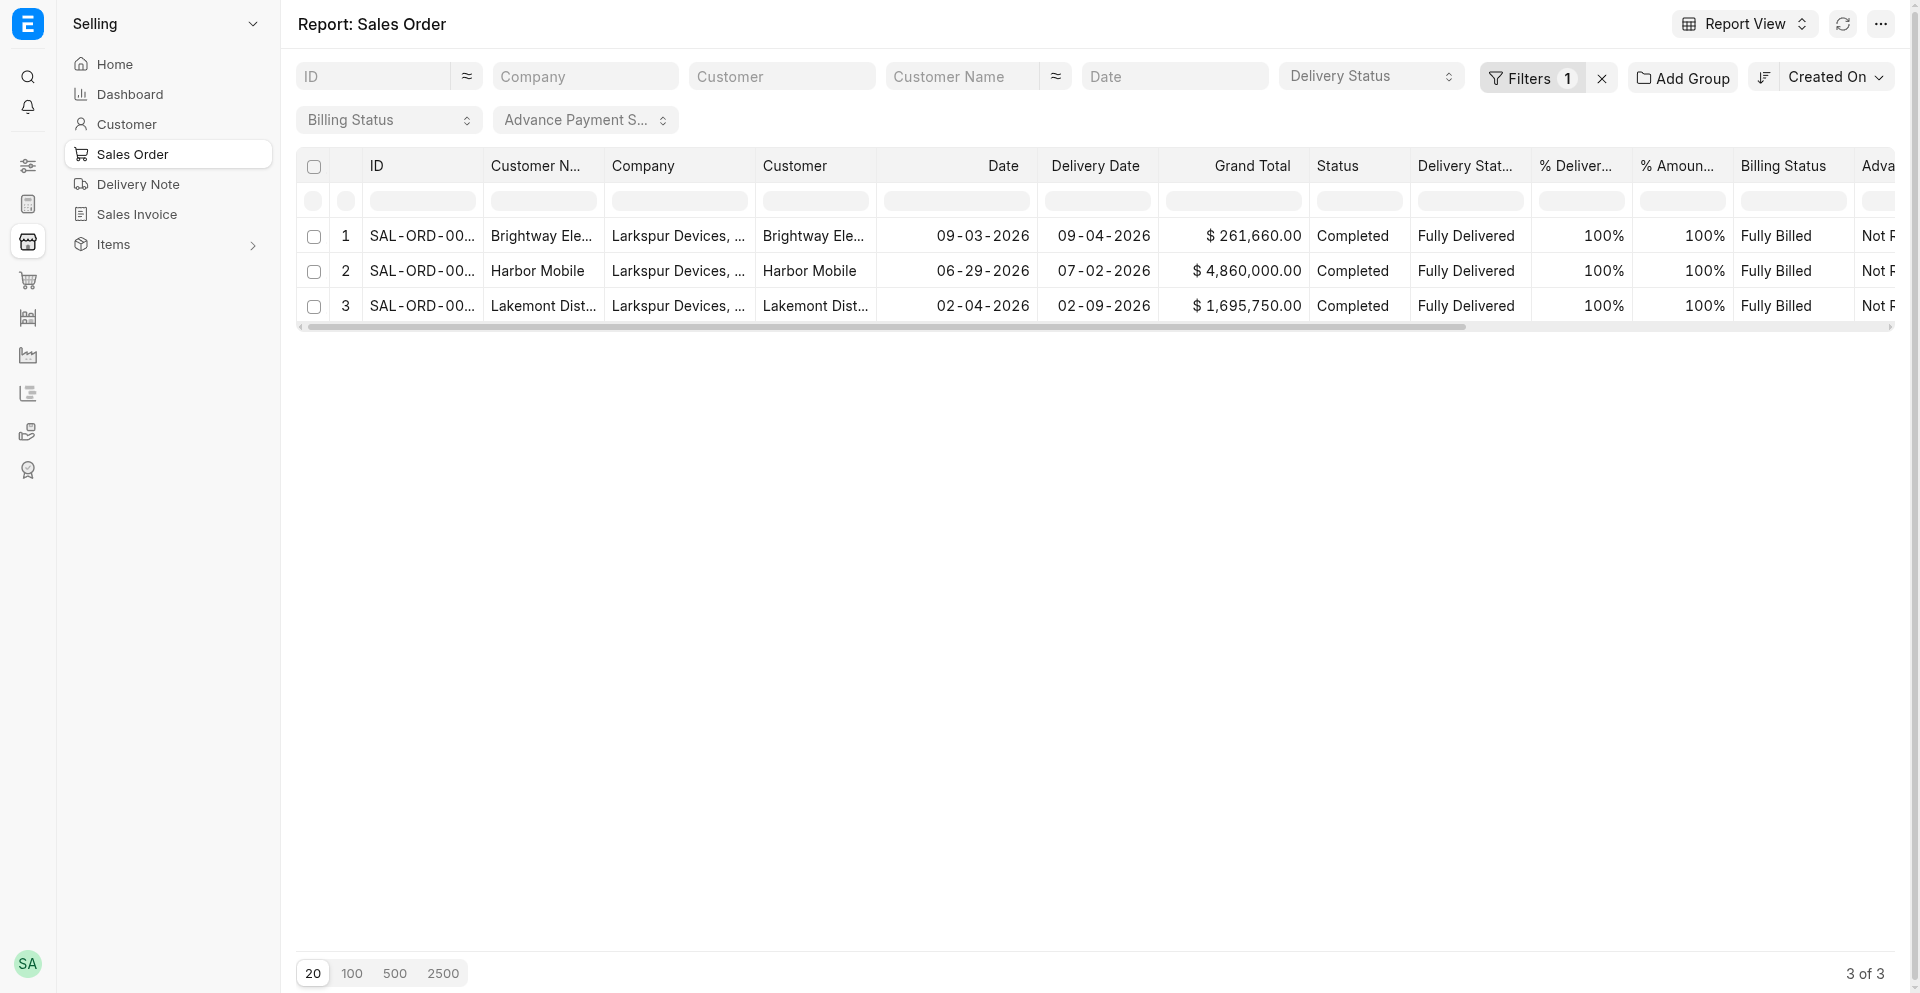 Selling
Report: Sales Order
Report View
Home
Dashboard
Customer
Sales Order
Delivery Note
Sales Invoice
Items
ID ≈ Company Customer Customer Name ≈ Date Delivery Status Filters 1 Add Group Created On
Billing Status Advance Payment S...
ID Customer N... Company Customer Date Delivery Date Grand Total Status Delivery Stat... % Deliver... % Amoun... Billing Status Adva
1 SAL-ORD-00... Brightway Ele... Larkspur Devices, ... Brightway Ele... 09-03-2026 09-04-2026 $ 261,660.00 Completed Fully Delivered 100% 100% Fully Billed Not R
2 SAL-ORD-00... Harbor Mobile Larkspur Devices, ... Harbor Mobile 06-29-2026 07-02-2026 $ 4,860,000.00 Completed Fully Delivered 100% 100% Fully Billed Not R
3 SAL-ORD-00... Lakemont Dist... Larkspur Devices, ... Lakemont Dist... 02-04-2026 02-09-2026 $ 1,695,750.00 Completed Fully Delivered 100% 100% Fully Billed Not R
SA
20 100 500 2500
3 of 3